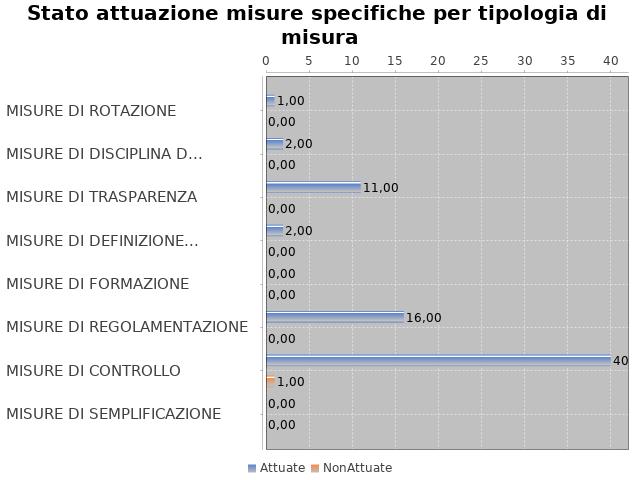 Stato attuazione misure specifiche per tipologia di
misura
0 5 10 15 20 25 30 35 40
MISURE DI ROTAZIONE
1,00
0,00
MISURE DI DISCIPLINA D...
2,00
0,00
MISURE DI TRASPARENZA
11,00
0,00
MISURE DI DEFINIZIONE...
2,00
0,00
MISURE DI FORMAZIONE
0,00
0,00
MISURE DI REGOLAMENTAZIONE
16,00
0,00
MISURE DI CONTROLLO
40
1,00
MISURE DI SEMPLIFICAZIONE
0,00
0,00
Attuate NonAttuate